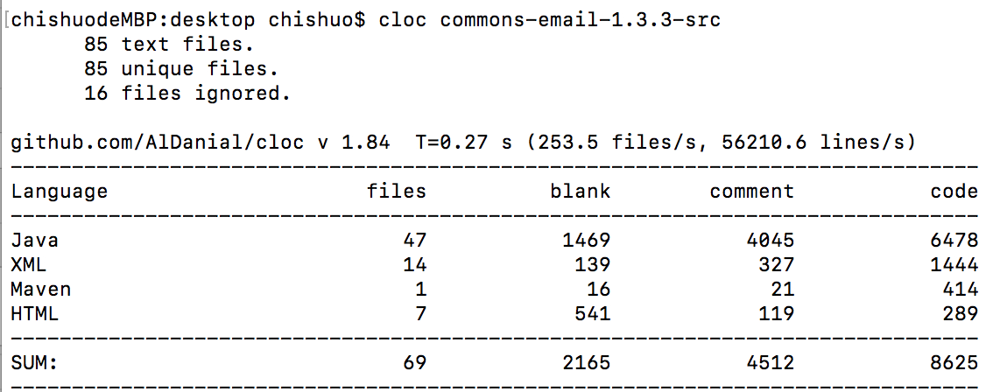 [chishuodeMBP:desktop chishuo$ cloc commons-email-1.3.3-src
      85 text files.
      85 unique files.
      16 files ignored.
github.com/AlDanial/cloc v 1.84  T=0.27 s (253.5 files/s, 56210.6 lines/s)
-------------------------------------------------------------------------------
Language                     files          blank        comment           code
-------------------------------------------------------------------------------
Java                            47           1469           4045           6478
XML                             14            139            327           1444
Maven                            1             16             21            414
HTML                             7            541            119            289
-------------------------------------------------------------------------------
SUM:                            69           2165           4512           8625
-------------------------------------------------------------------------------